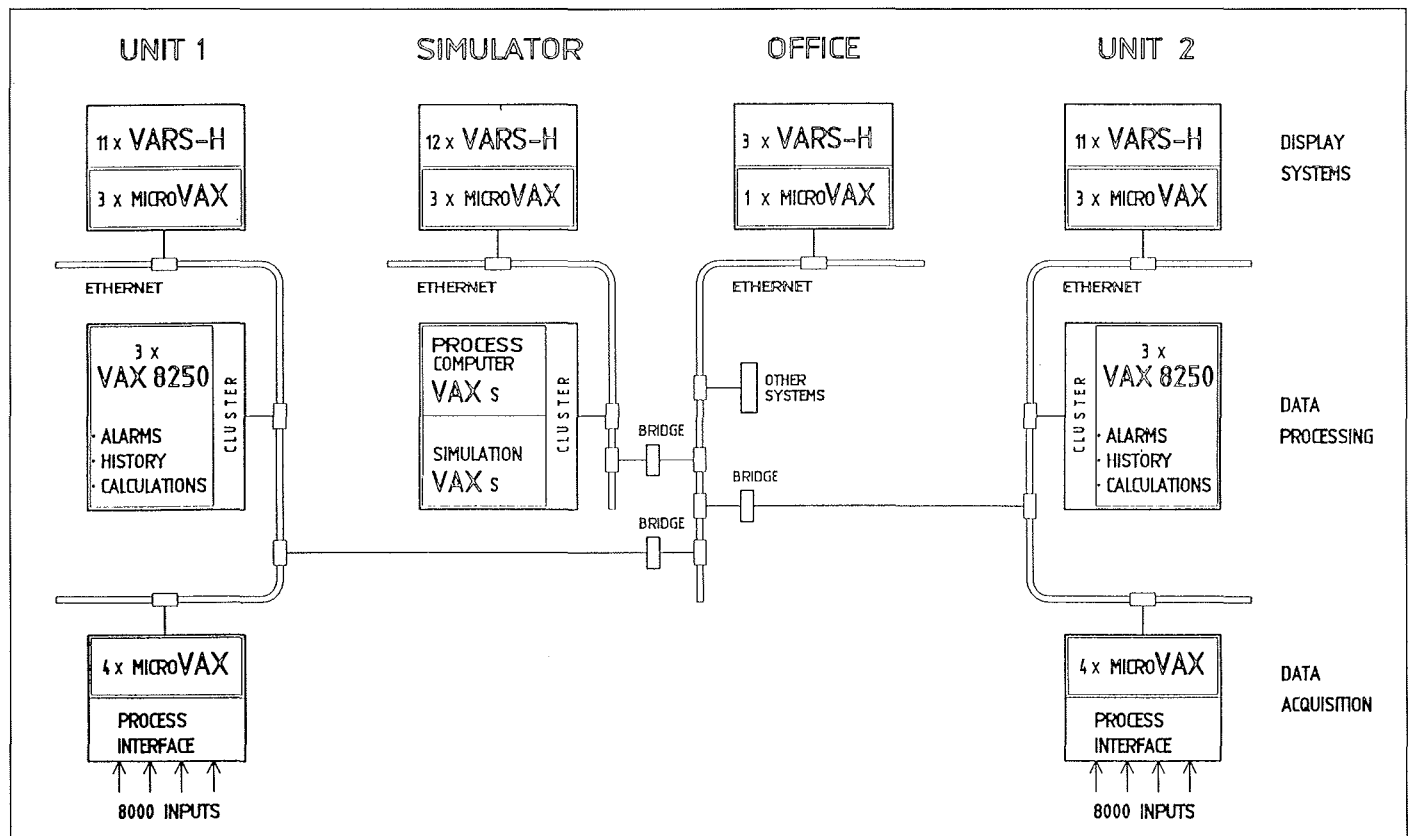 UNIT 1
SIMULATOR
OFFICE
UNIT 2
11 x VARS-H
3 x MICROVAX
12 x VARS-H
3 x MICROVAX
3 x VARS-H
1 x MICROVAX
11 x VARS-H
3 x MICROVAX
DISPLAY
SYSTEMS
ETHERNET
ETHERNET
ETHERNET
ETHERNET
3 x
VAX 8250
· ALARMS
· HISTORY
· CALCULATIONS
CLUSTER
PROCESS
COMPUTER
VAX s
SIMULATION
VAX s
CLUSTER
BRIDGE
OTHER
SYSTEMS
BRIDGE
BRIDGE
CLUSTER
3 x
VAX 8250
· ALARMS
· HISTORY
· CALCULATIONS
DATA
PROCESSING
4 x MICROVAX
PROCESS
INTERFACE
8000 INPUTS
4 x MICROVAX
PROCESS
INTERFACE
8000 INPUTS
DATA
ACQUISITION